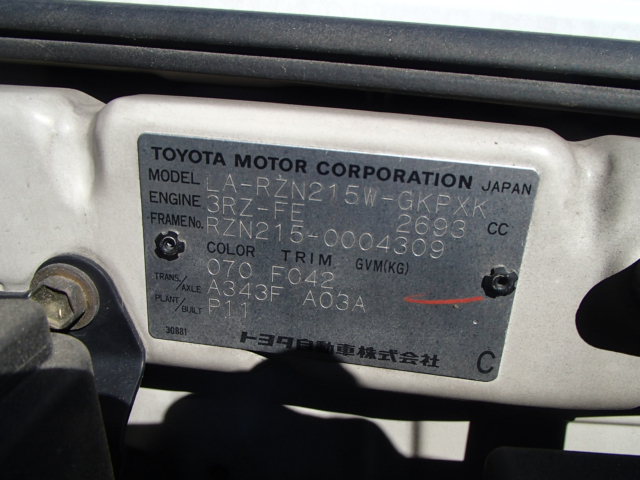 TOYOTA MOTOR CORPORATION JAPAN
MODEL LA-RZN215W-GKPXK
ENGINE 3RZ-FE 2693 CC
FRAME No. RZN215-0004309
COLOR TRIM GVM(KG)
070 F042
TRANS./AXLE A343F A03A
PLANT/BUILT P11
30881
トヨタ自動車株式会社 C